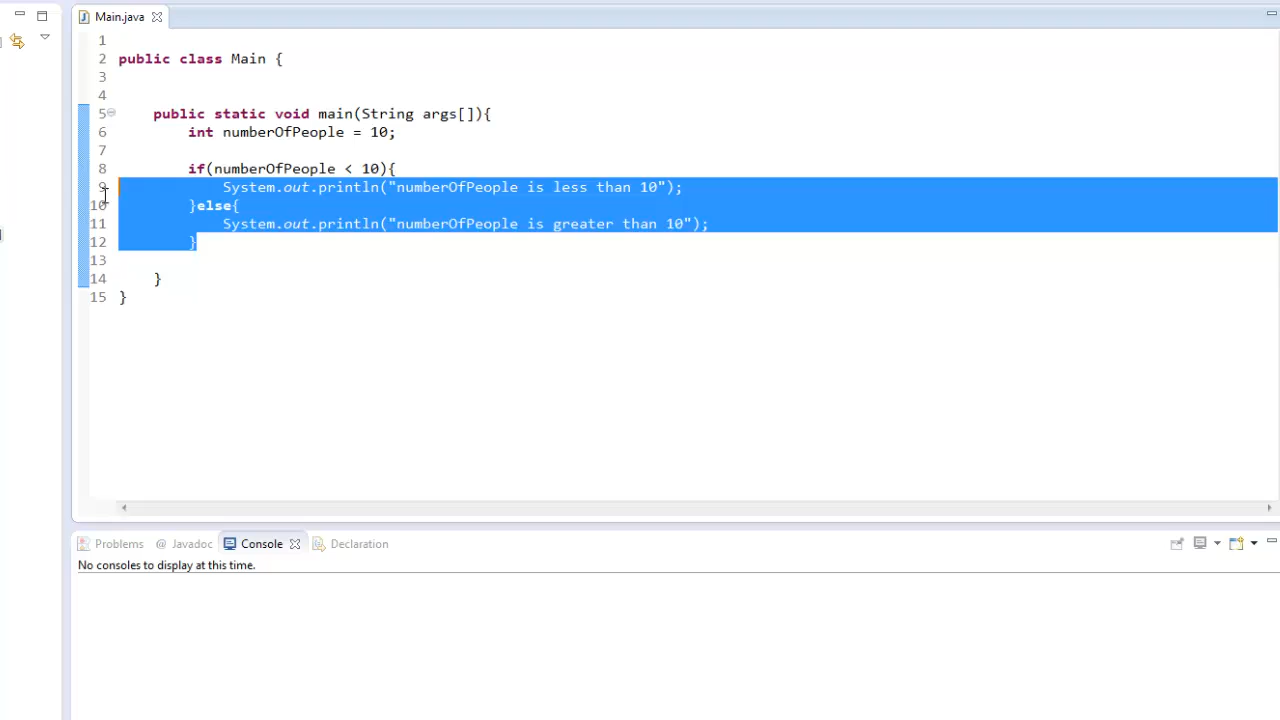 Main.java
1
2 public class Main {
3
4
5 public static void main(String args[]){
6 int numberOfPeople = 10;
7
8 if(numberOfPeople < 10){
9 System.out.println("numberOfPeople is less than 10");
10 }else{
11 System.out.println("numberOfPeople is greater than 10");
12 }
13
14 }
15 }
Problems @ Javadoc Console Declaration
No consoles to display at this time.